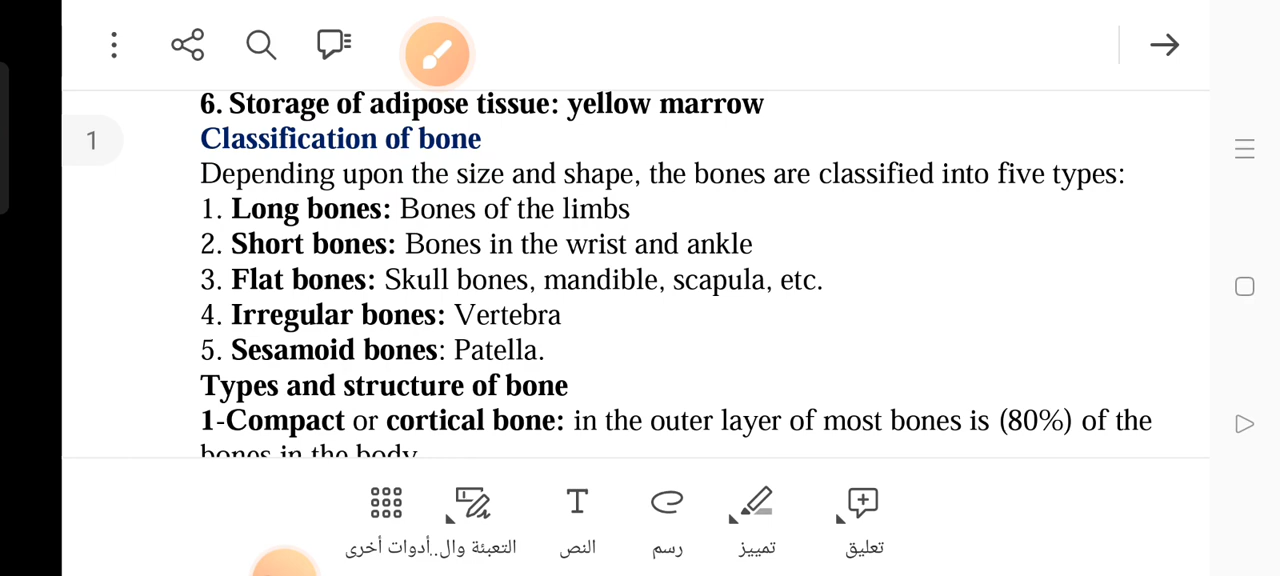 6. Storage of adipose tissue: yellow marrow
Classification of bone
1
Depending upon the size and shape, the bones are classified into five types:
1. Long bones: Bones of the limbs
2. Short bones: Bones in the wrist and ankle
3. Flat bones: Skull bones, mandible, scapula, etc.
4. Irregular bones: Vertebra
5. Sesamoid bones: Patella.
Types and structure of bone
1-Compact or cortical bone: in the outer layer of most bones is (80%) of the
bones in the body
T
تعليق
تمييز
رسم
النص
التعبئة وال..
أدوات أخرى